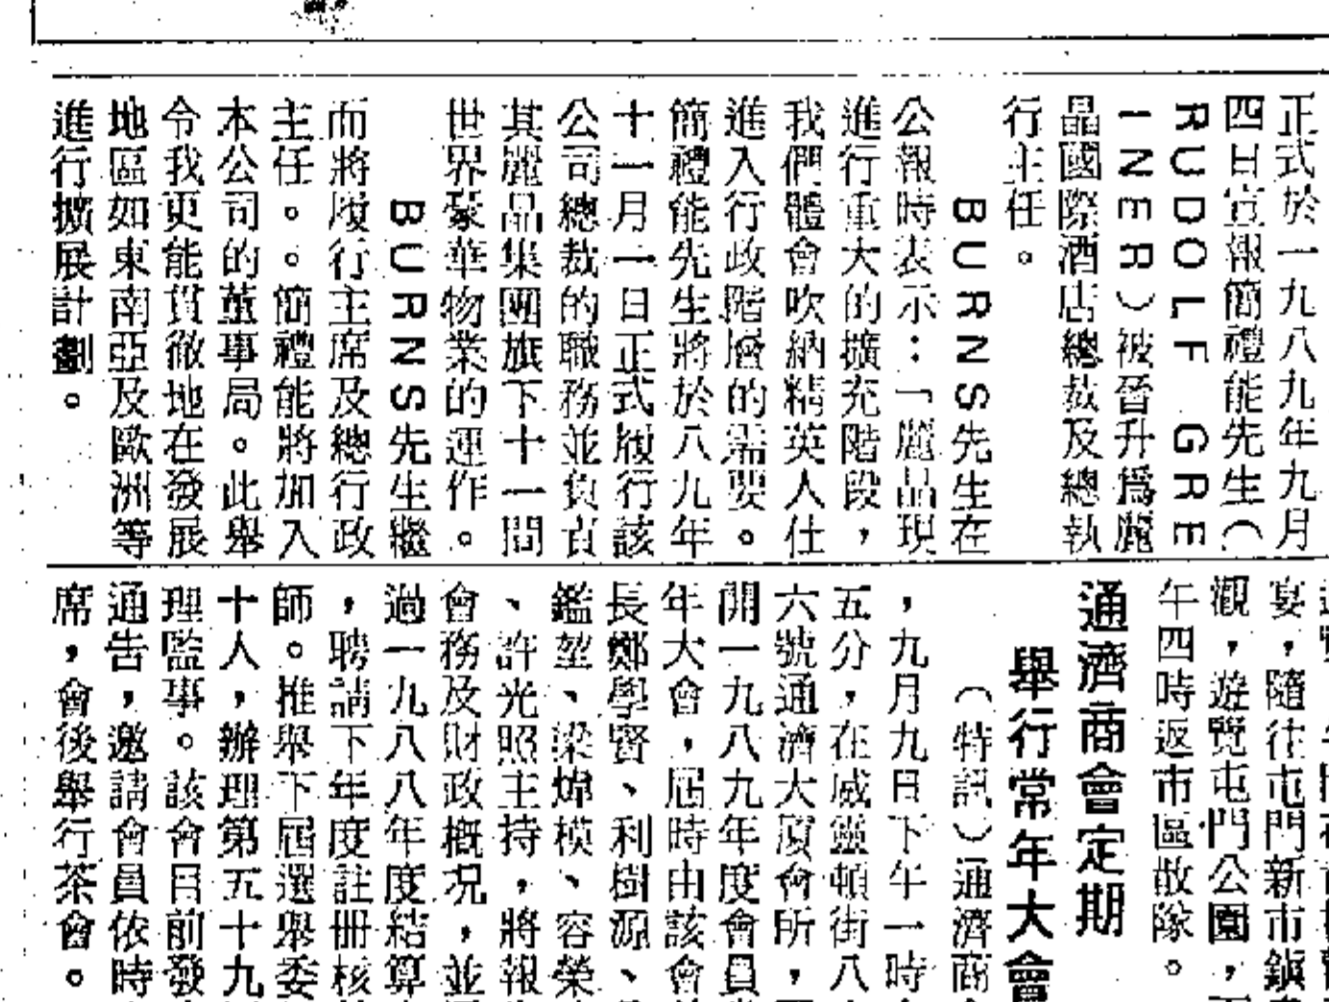 正式於一九八九年九月
四日宣報簡禮能先生（
RUDOLF GRE
INER）被晉升爲麗
晶國際酒店總裁及總執
行主任。
BURNS先生在
公報時表示：「麗晶現
進行重大的擴充階段，
我們體會吹納精英人仕
進入行政階層的需要。
簡禮能先生將於八九年
十一月一日正式履行該
公司總裁的職務並負責
其麗晶集團旗下十一間
世界豪華物業的運作。
BURNS先生繼
而將履行主席及總行政
主任。。簡禮能將加入
本公司的董事局。此舉
令我更能貫徹地在發展
地區如東南亞及歐洲等
進行擴展計劃。
宴，隨往屯門新市鎮
觀，遊覽屯門公園，
午四時返市區散隊。
通濟商會定期
舉行常年大會
（特訊）通濟商
，九月九日下午一時
五分，在威靈頓街八
六號通濟大廈會所，
開一九八九年度會員
年大會，屆時由該會
長鄭學賢、利樹源、
鑑堃、梁煒模、容榮
、許光照主持，將報
會務及財政概況，並
過一九八八年度結算
，聘請下年度註册核
師。推舉下屆選舉委
十人，辦理第五十九
理監事。該會目前發
通告，邀請會員依時
席，會後舉行茶會。